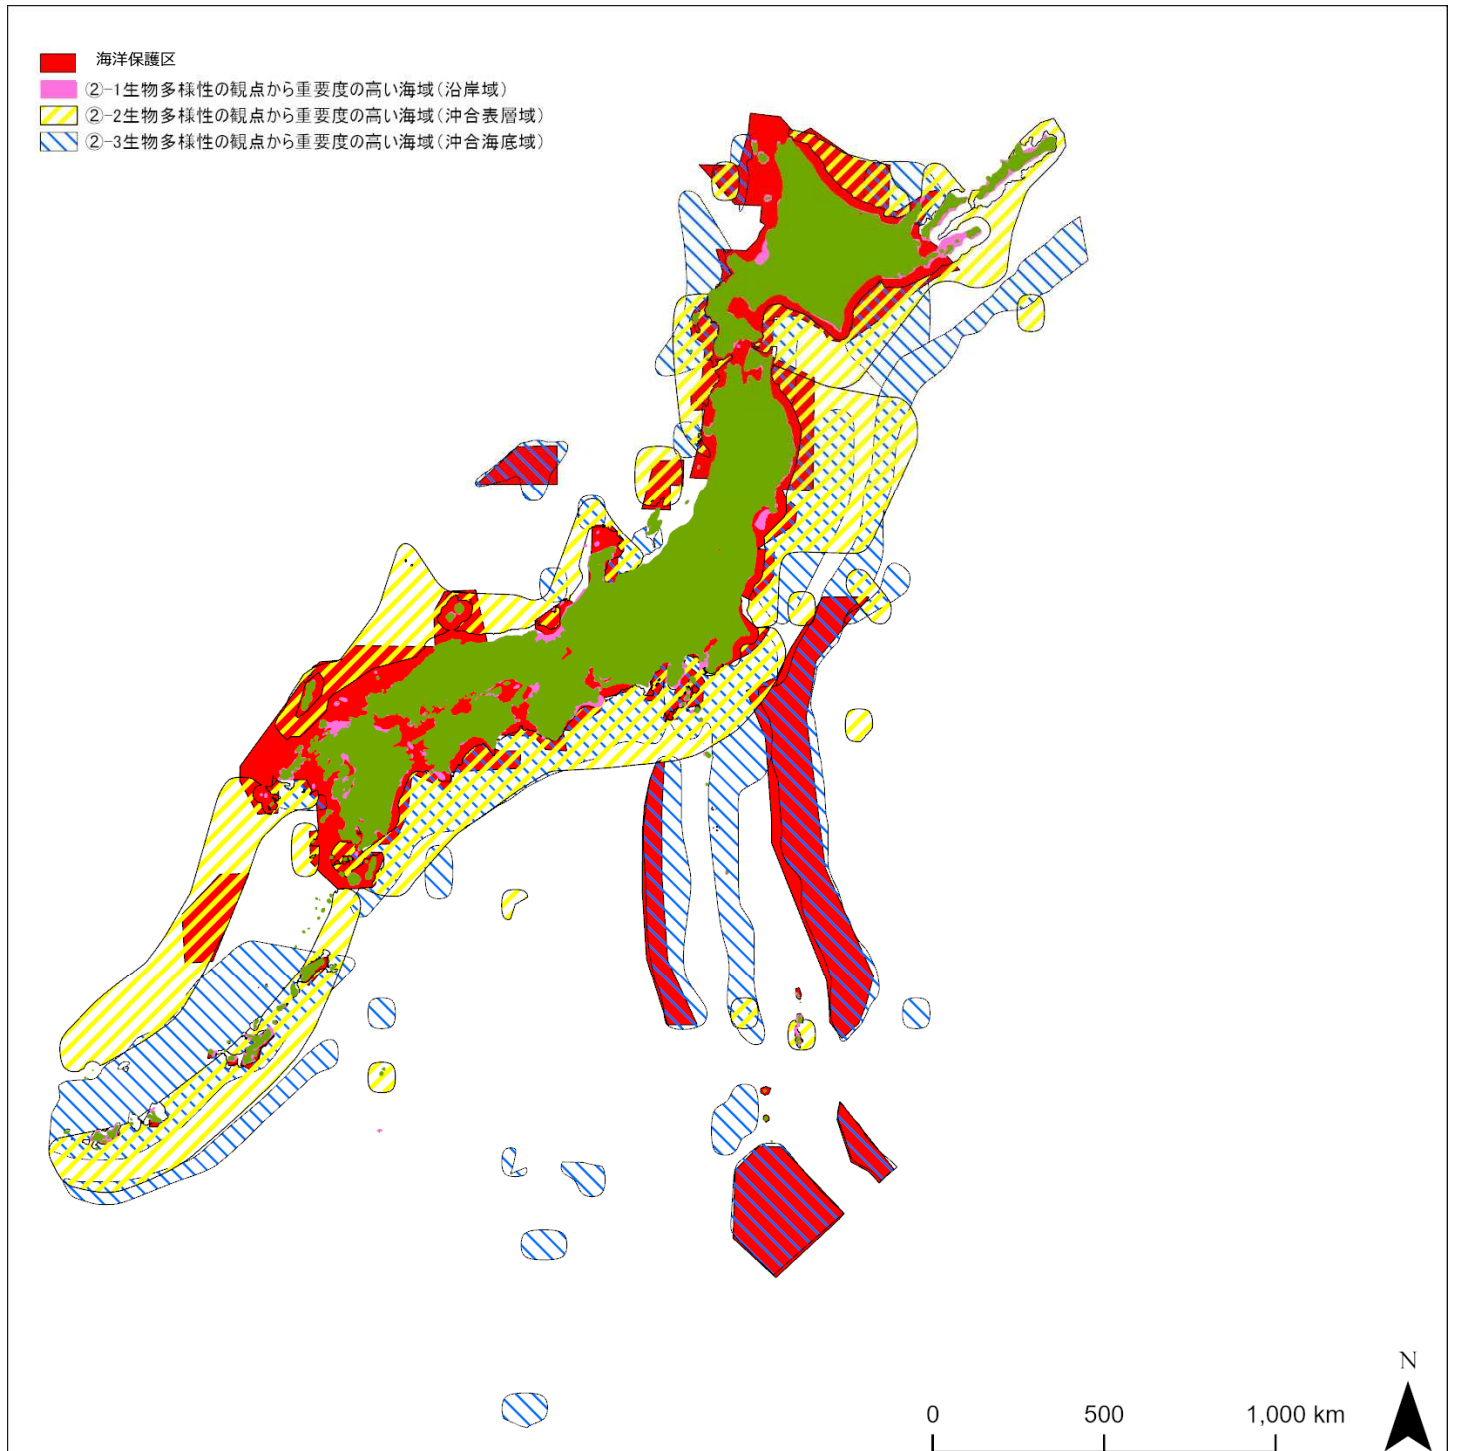 海洋保護区
②-1生物多様性の観点から重要度の高い海域(沿岸域)
②-2生物多様性の観点から重要度の高い海域(沖合表層域)
②-3生物多様性の観点から重要度の高い海域(沖合海底域)
N
0 500 1,000 km